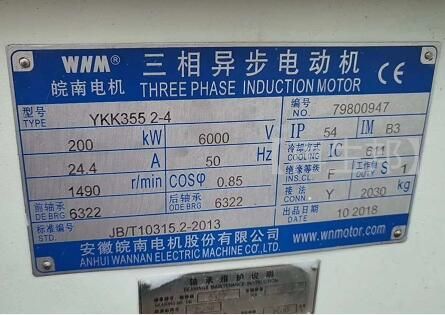 WNM® 三相异步电动机 CE
皖南电机 THREE PHASE INDUCTION MOTOR
型号 TYPE YKK355 2-4 编号 NO 79800947
200 kW 6000 V IP 54 IM B3
24.4 A 50 Hz 冷却方式 COOLING IC 611
1490 r/min COSφ 0.85 绝缘等级 INS.CL. F 工作制 DUTY S 1
前轴承 DE BRG 6322 后轴承 ODE BRG 6322 接法 CONN. Y 2030 kg
标准编号 STD. JB/T10315.2-2013 出品日期 10 2018
安徽皖南电机股份有限公司 www.wnmotor.com
ANHUI WANNAN ELECTRIC MACHINE CO.,LTD.
轴承维护说明